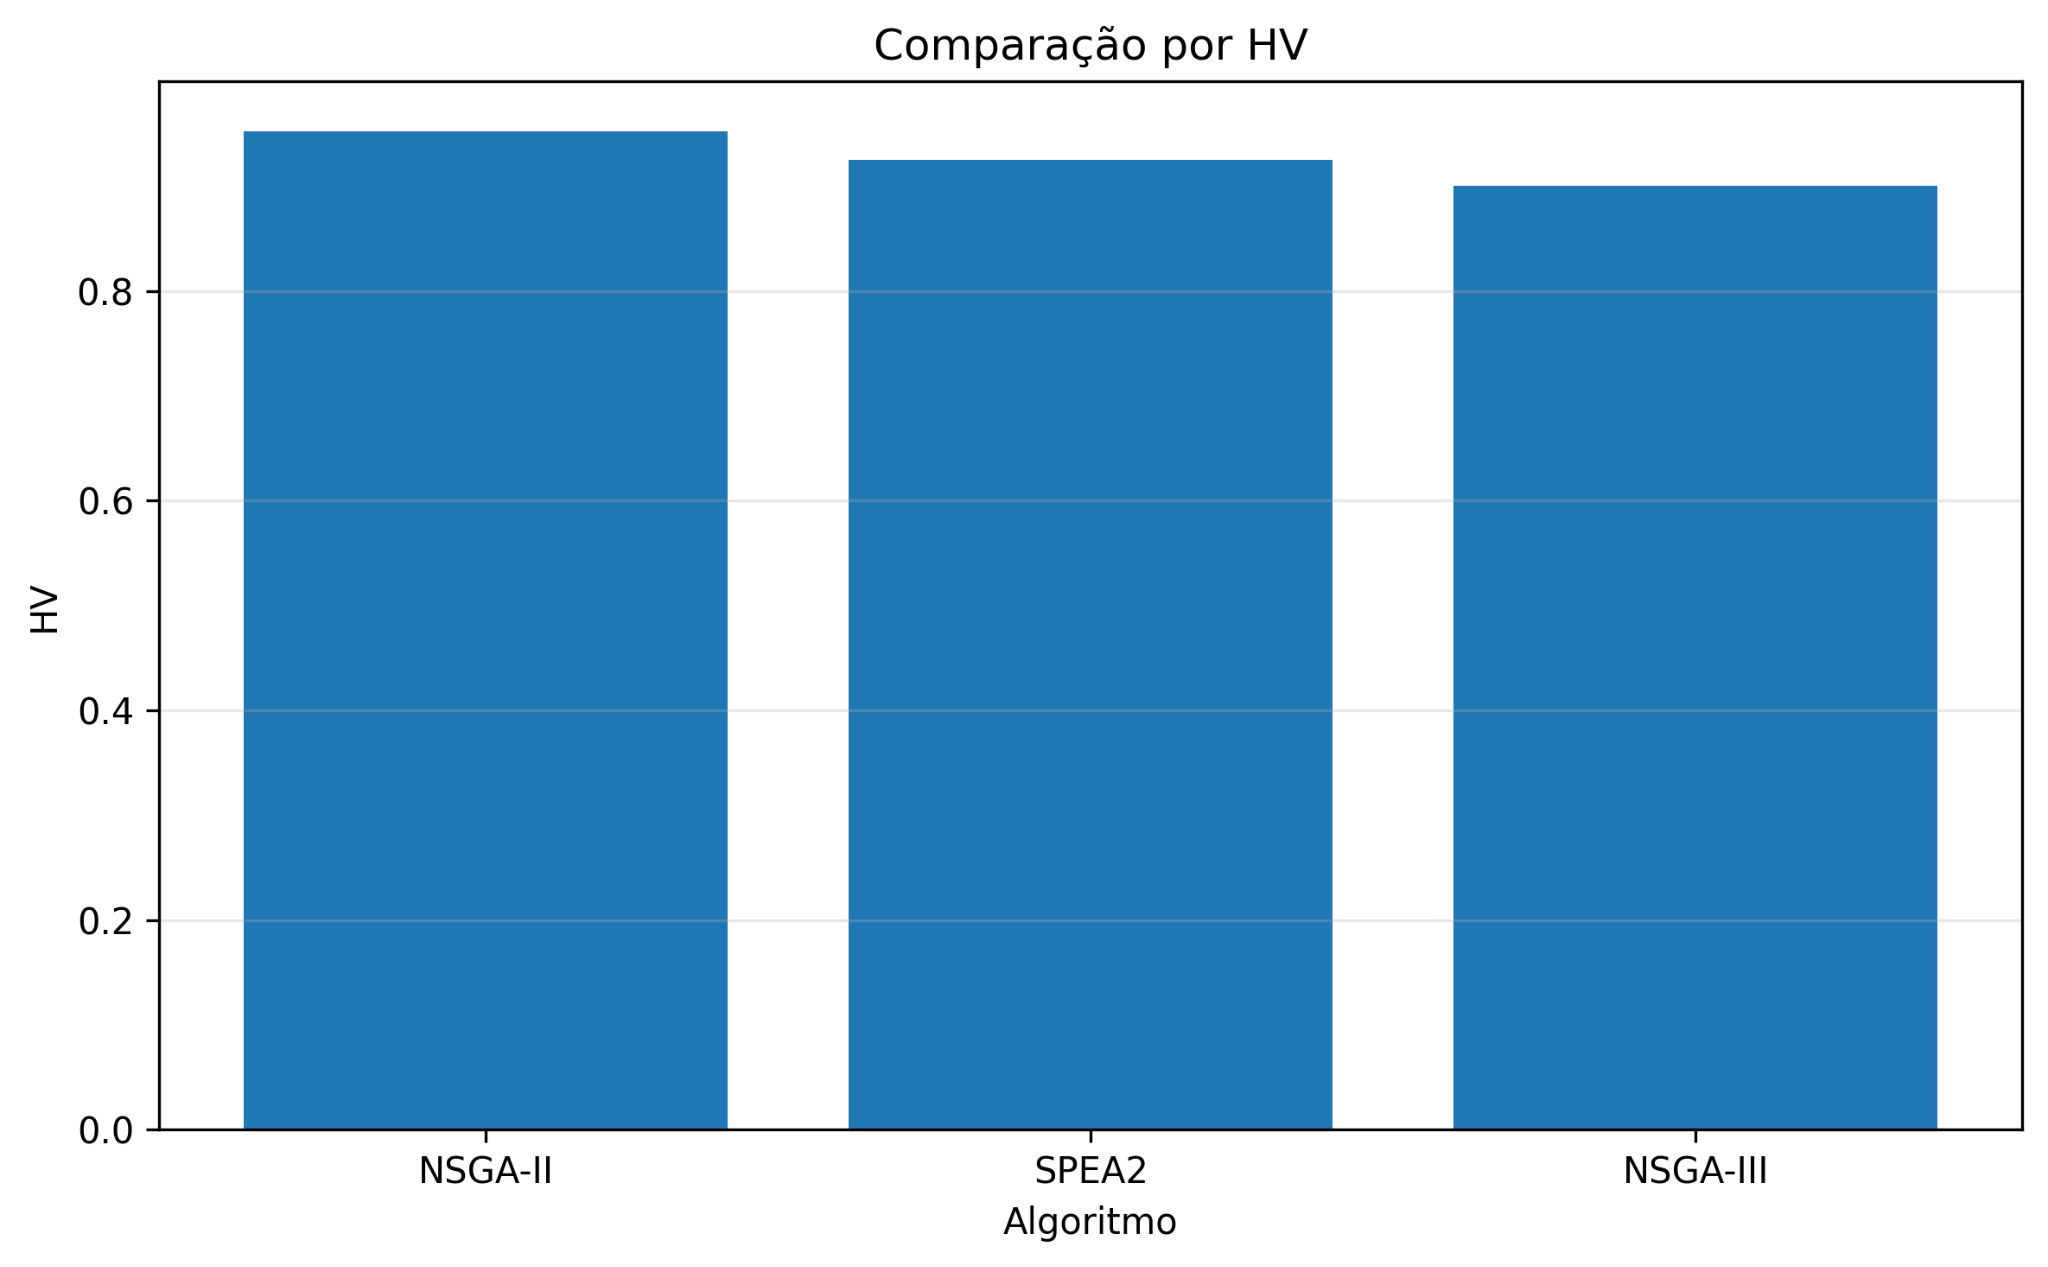 Comparação por HV
0.8
0.6
0.4
0.2
0.0
HV
NSGA-II
SPEA2
NSGA-III
Algoritmo